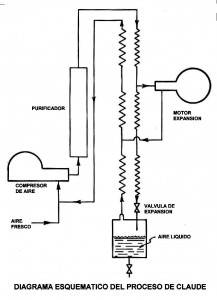 PURIFICADOR
MOTOR
EXPANSION
COMPRESOR
DE AIRE
AIRE
FRESCO
VALVULA DE
EXPANSION
AIRE LIQUIDO
DIAGRAMA ESQUEMATICO DEL PROCESO DE CLAUDE